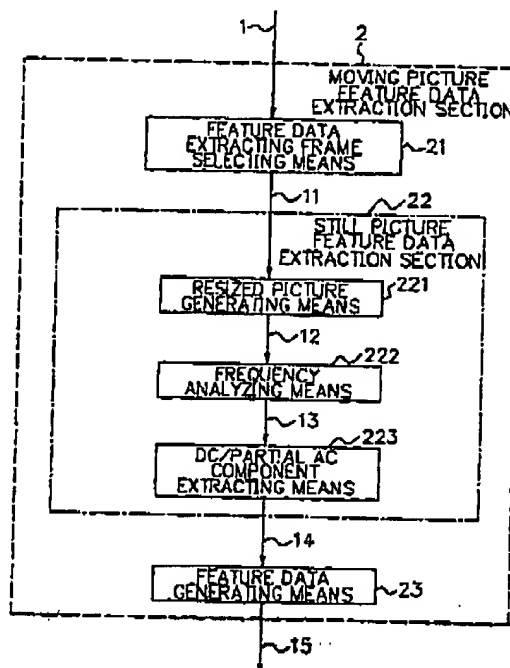 1
2
MOVING PICTURE
FEATURE DATA
EXTRACTION SECTION
FEATURE DATA
EXTRACTING FRAME
SELECTING MEANS
21
11
22
STILL PICTURE
FEATURE DATA
EXTRACTION SECTION
RESIZED PICTURE
GENERATING MEANS
221
12
222
FREQUENCY
ANALYZING MEANS
13
223
DC/PARTIAL AC
COMPONENT
EXTRACTING MEANS
14
FEATURE DATA
GENERATING MEANS
23
15